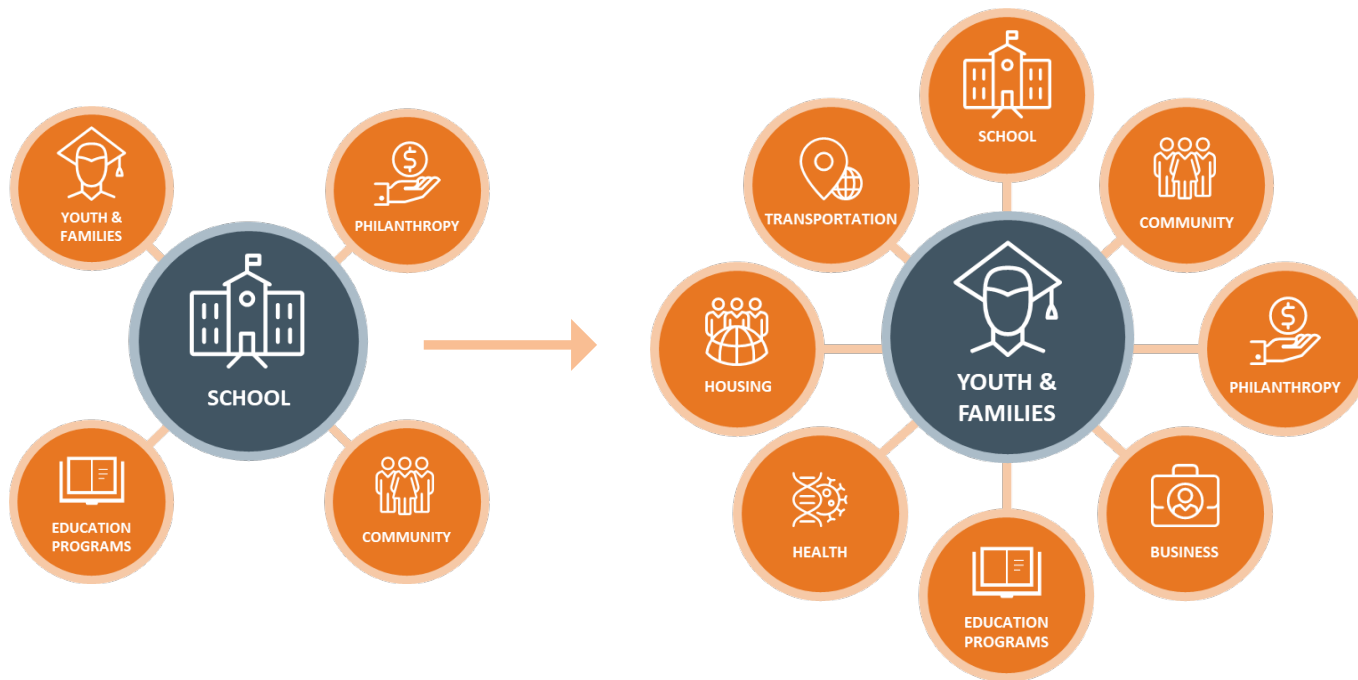 YOUTH &
FAMILIES
$
PHILANTHROPY
SCHOOL
EDUCATION
PROGRAMS
COMMUNITY
SCHOOL
TRANSPORTATION
COMMUNITY
HOUSING
YOUTH &
FAMILIES
$
PHILANTHROPY
HEALTH
BUSINESS
EDUCATION
PROGRAMS